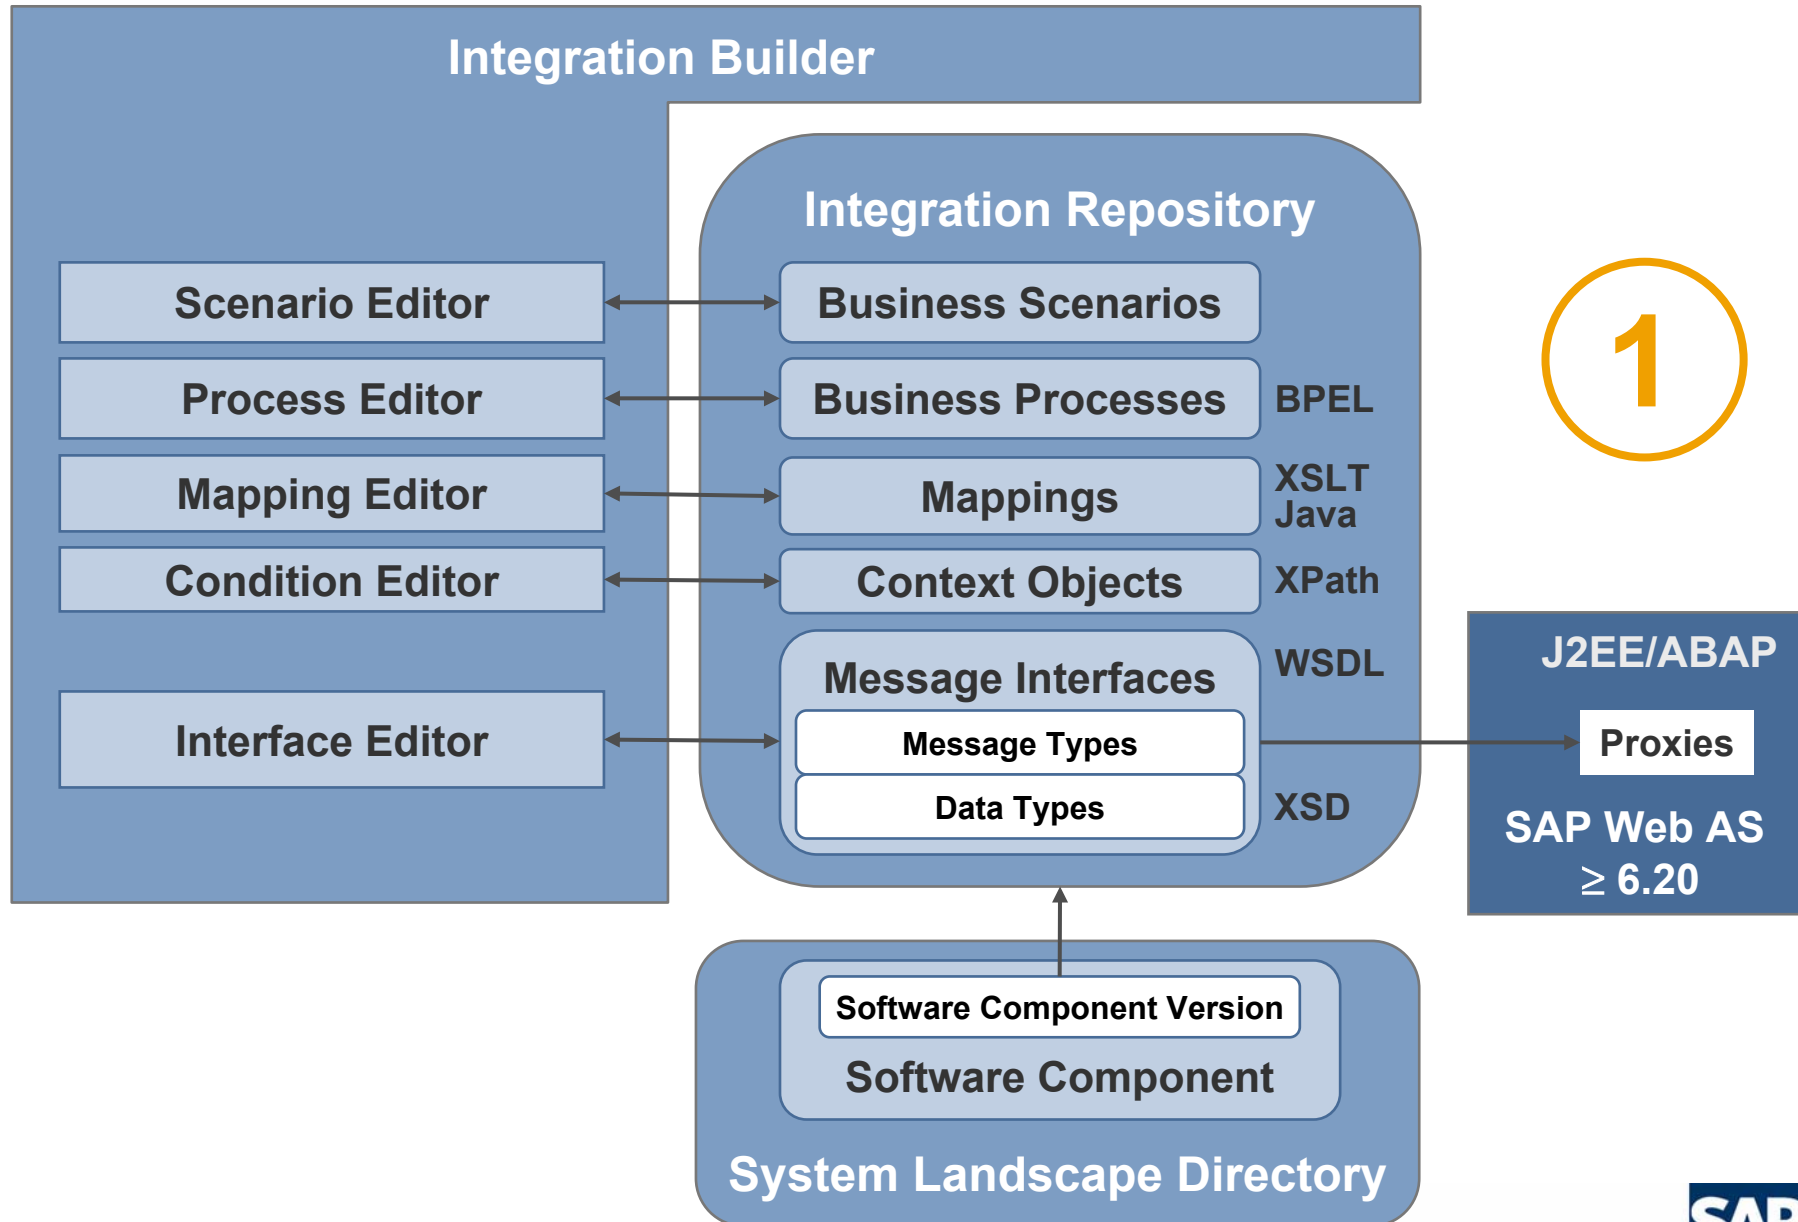 Integration Builder
Integration Repository
Scenario Editor
Business Scenarios
Process Editor
Business Processes
BPEL
Mapping Editor
Mappings
XSLT
Java
Condition Editor
Context Objects
XPath
Interface Editor
Message Interfaces
WSDL
Message Types
Data Types
XSD
1
J2EE/ABAP
Proxies
SAP Web AS
≥ 6.20
Software Component Version
Software Component
System Landscape Directory
SAP